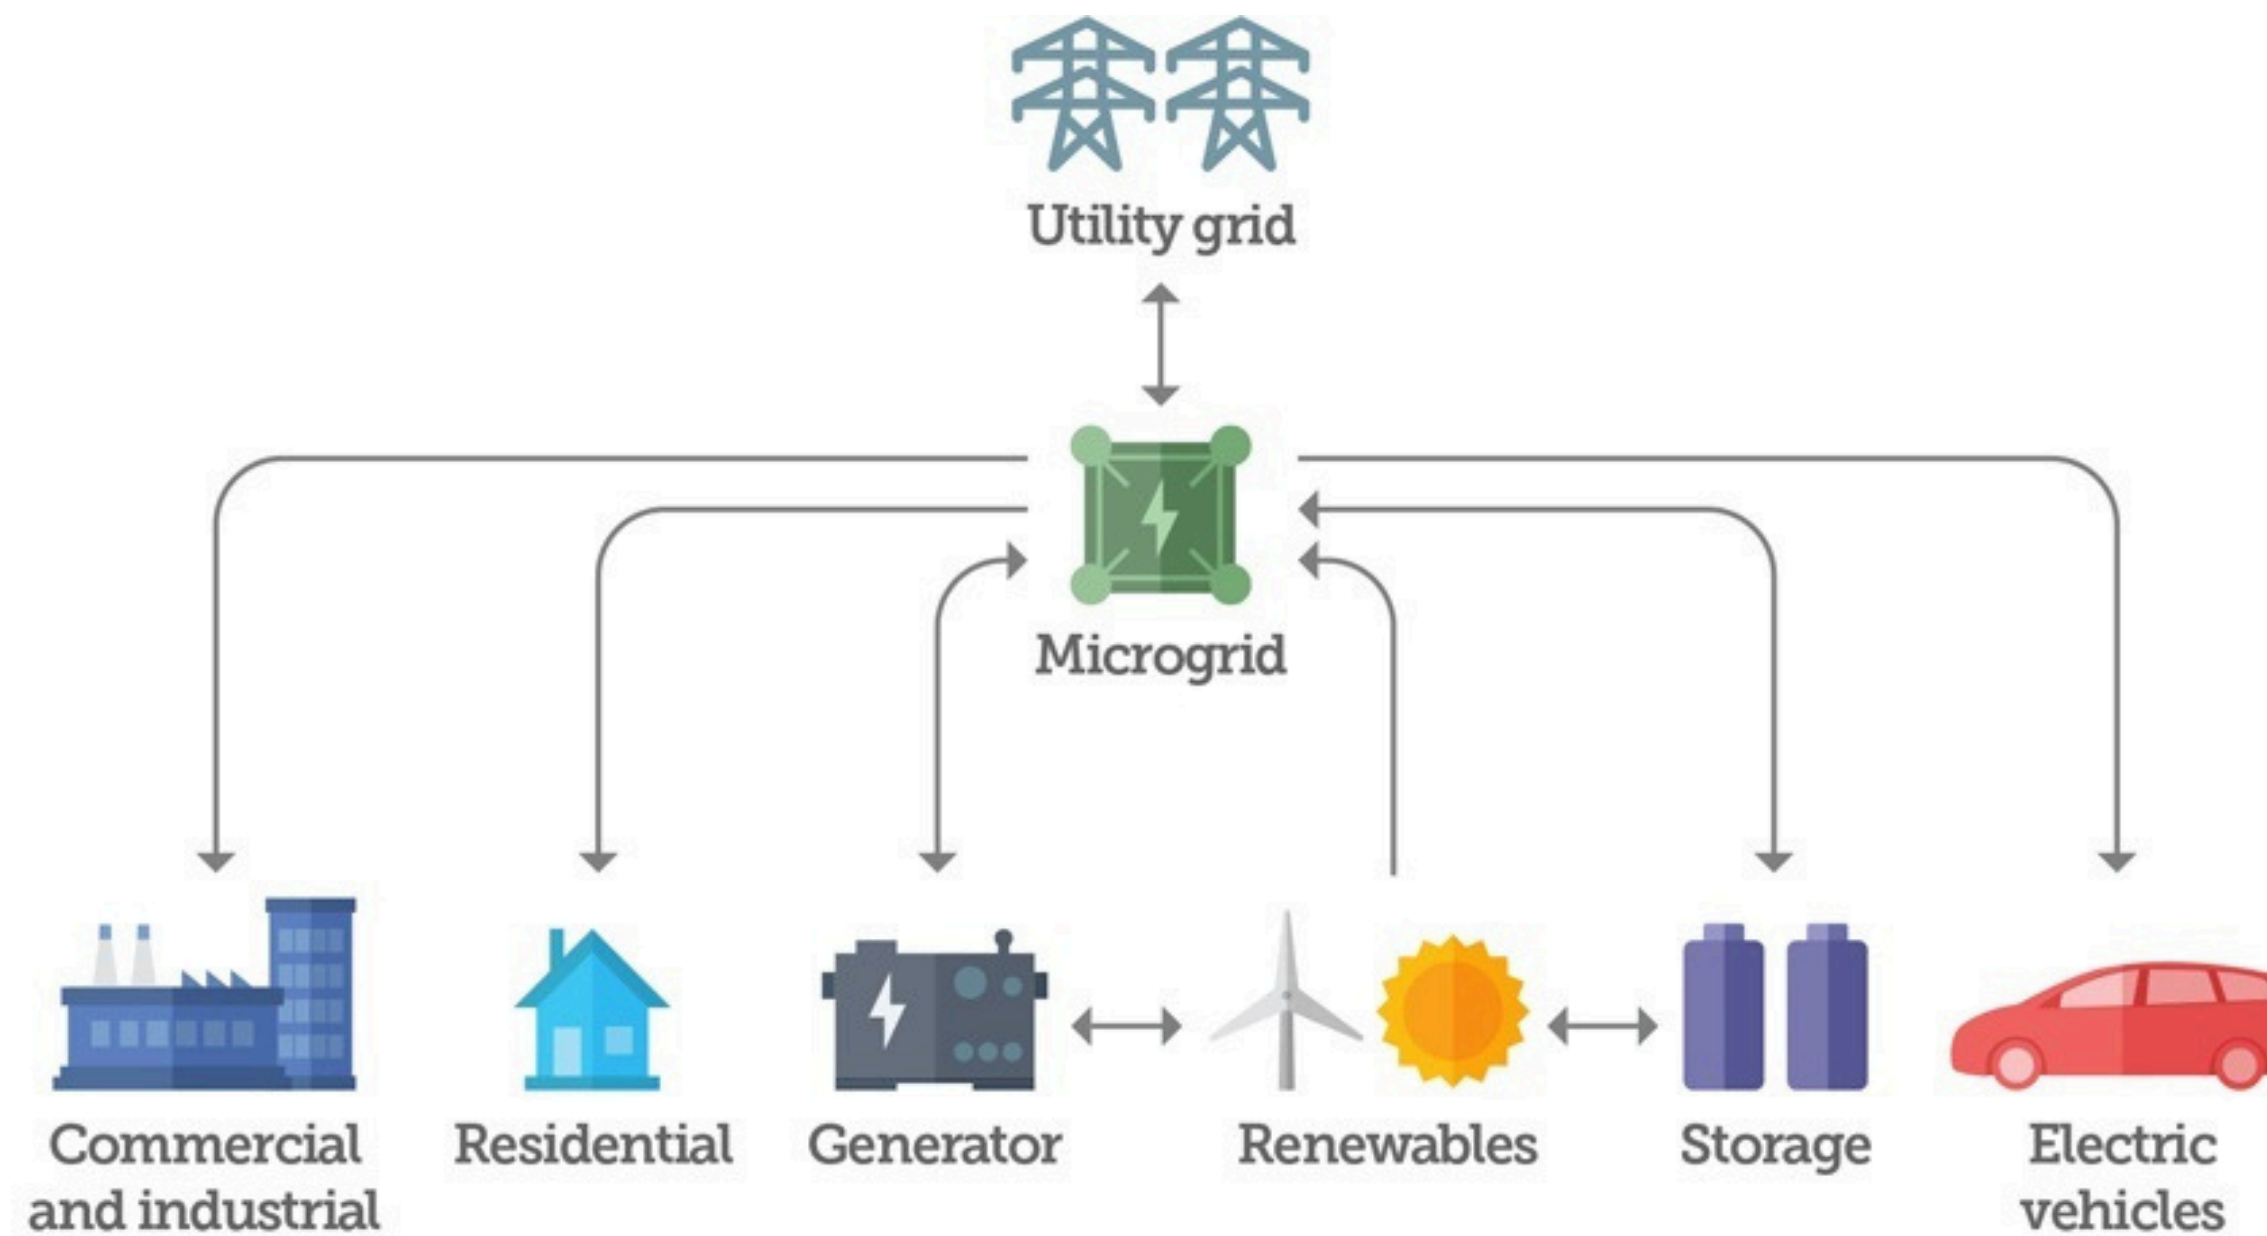 Utility grid
Microgrid
Commercial
and industrial
Residential
Generator
Renewables
Storage
Electric
vehicles